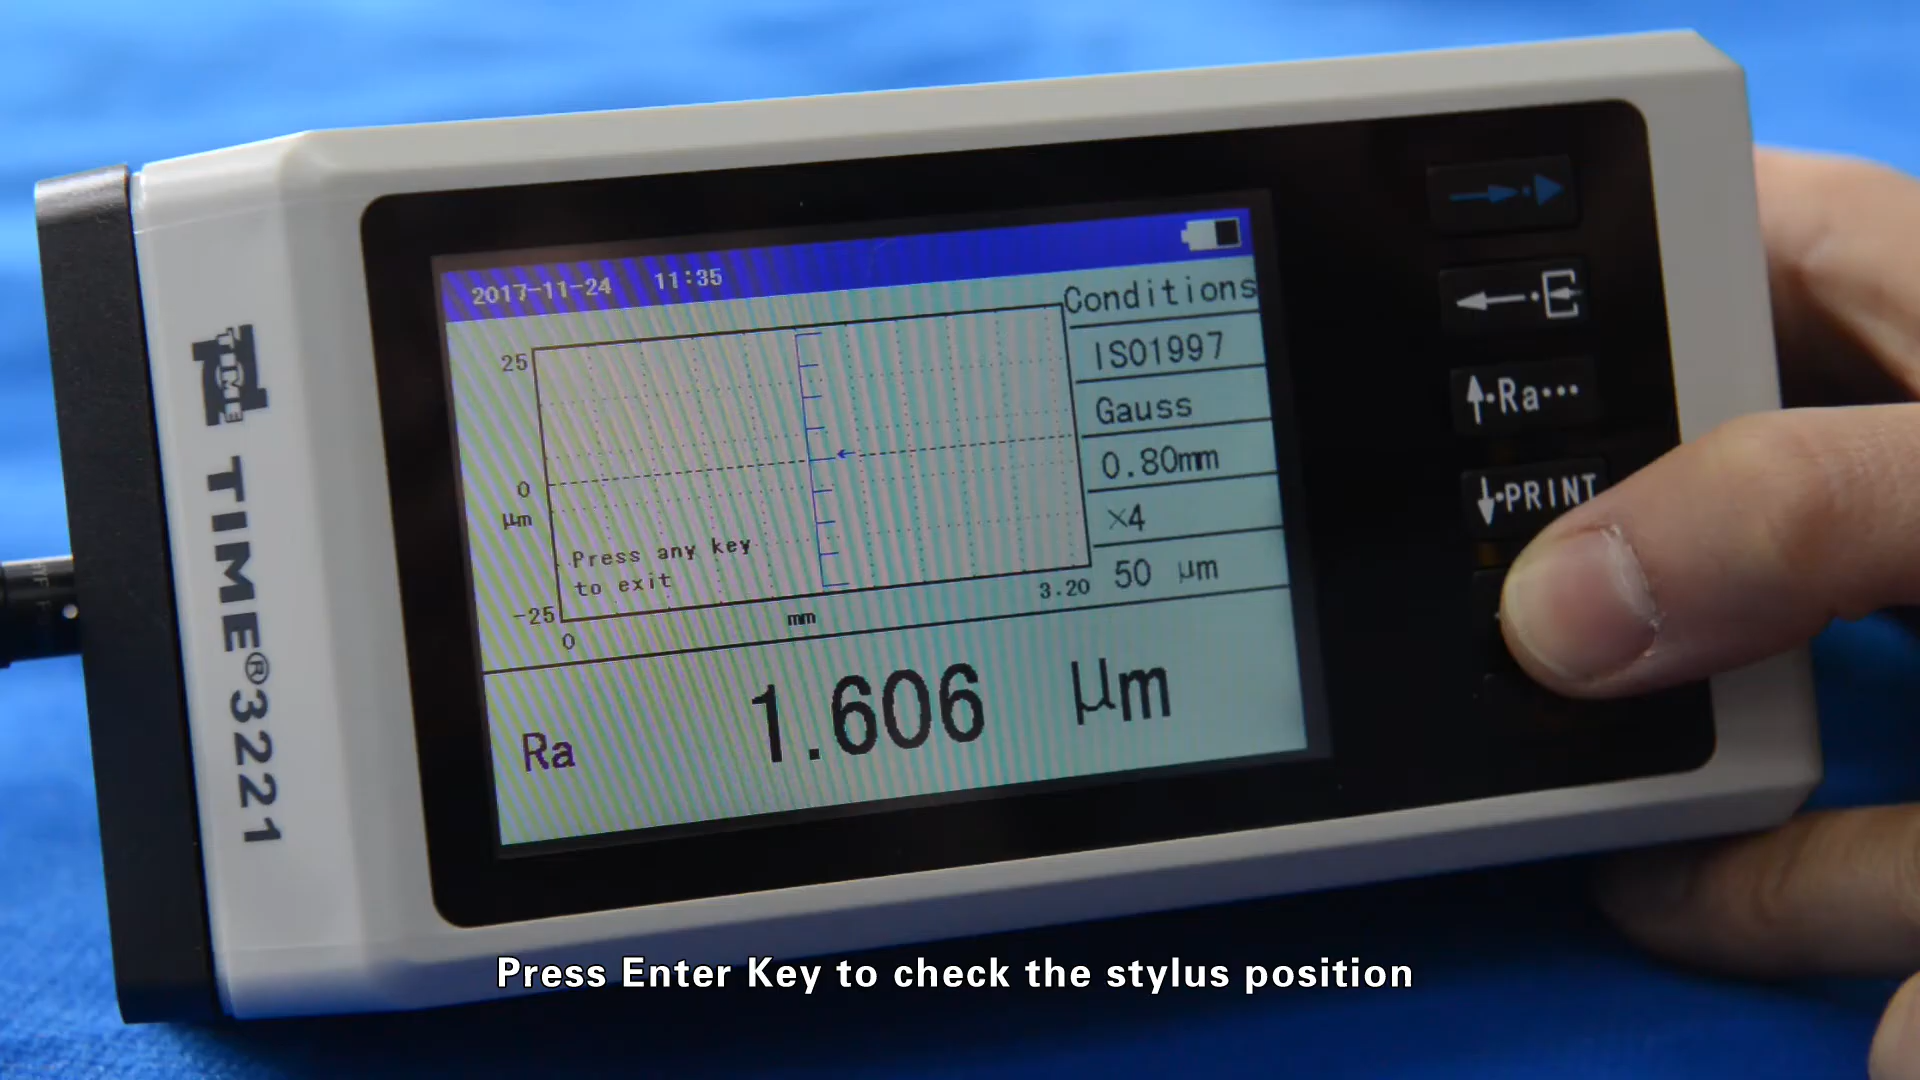 2017-11-24 11:35
Conditions
ISO1997
Gauss
0.80mm
×4
50 µm
25
0
µm
-25
Press any key
to exit
0
mm
3.20
Ra 1.606 µm
TIME
TIME®3221
Ra···
PRINT
Press Enter Key to check the stylus position